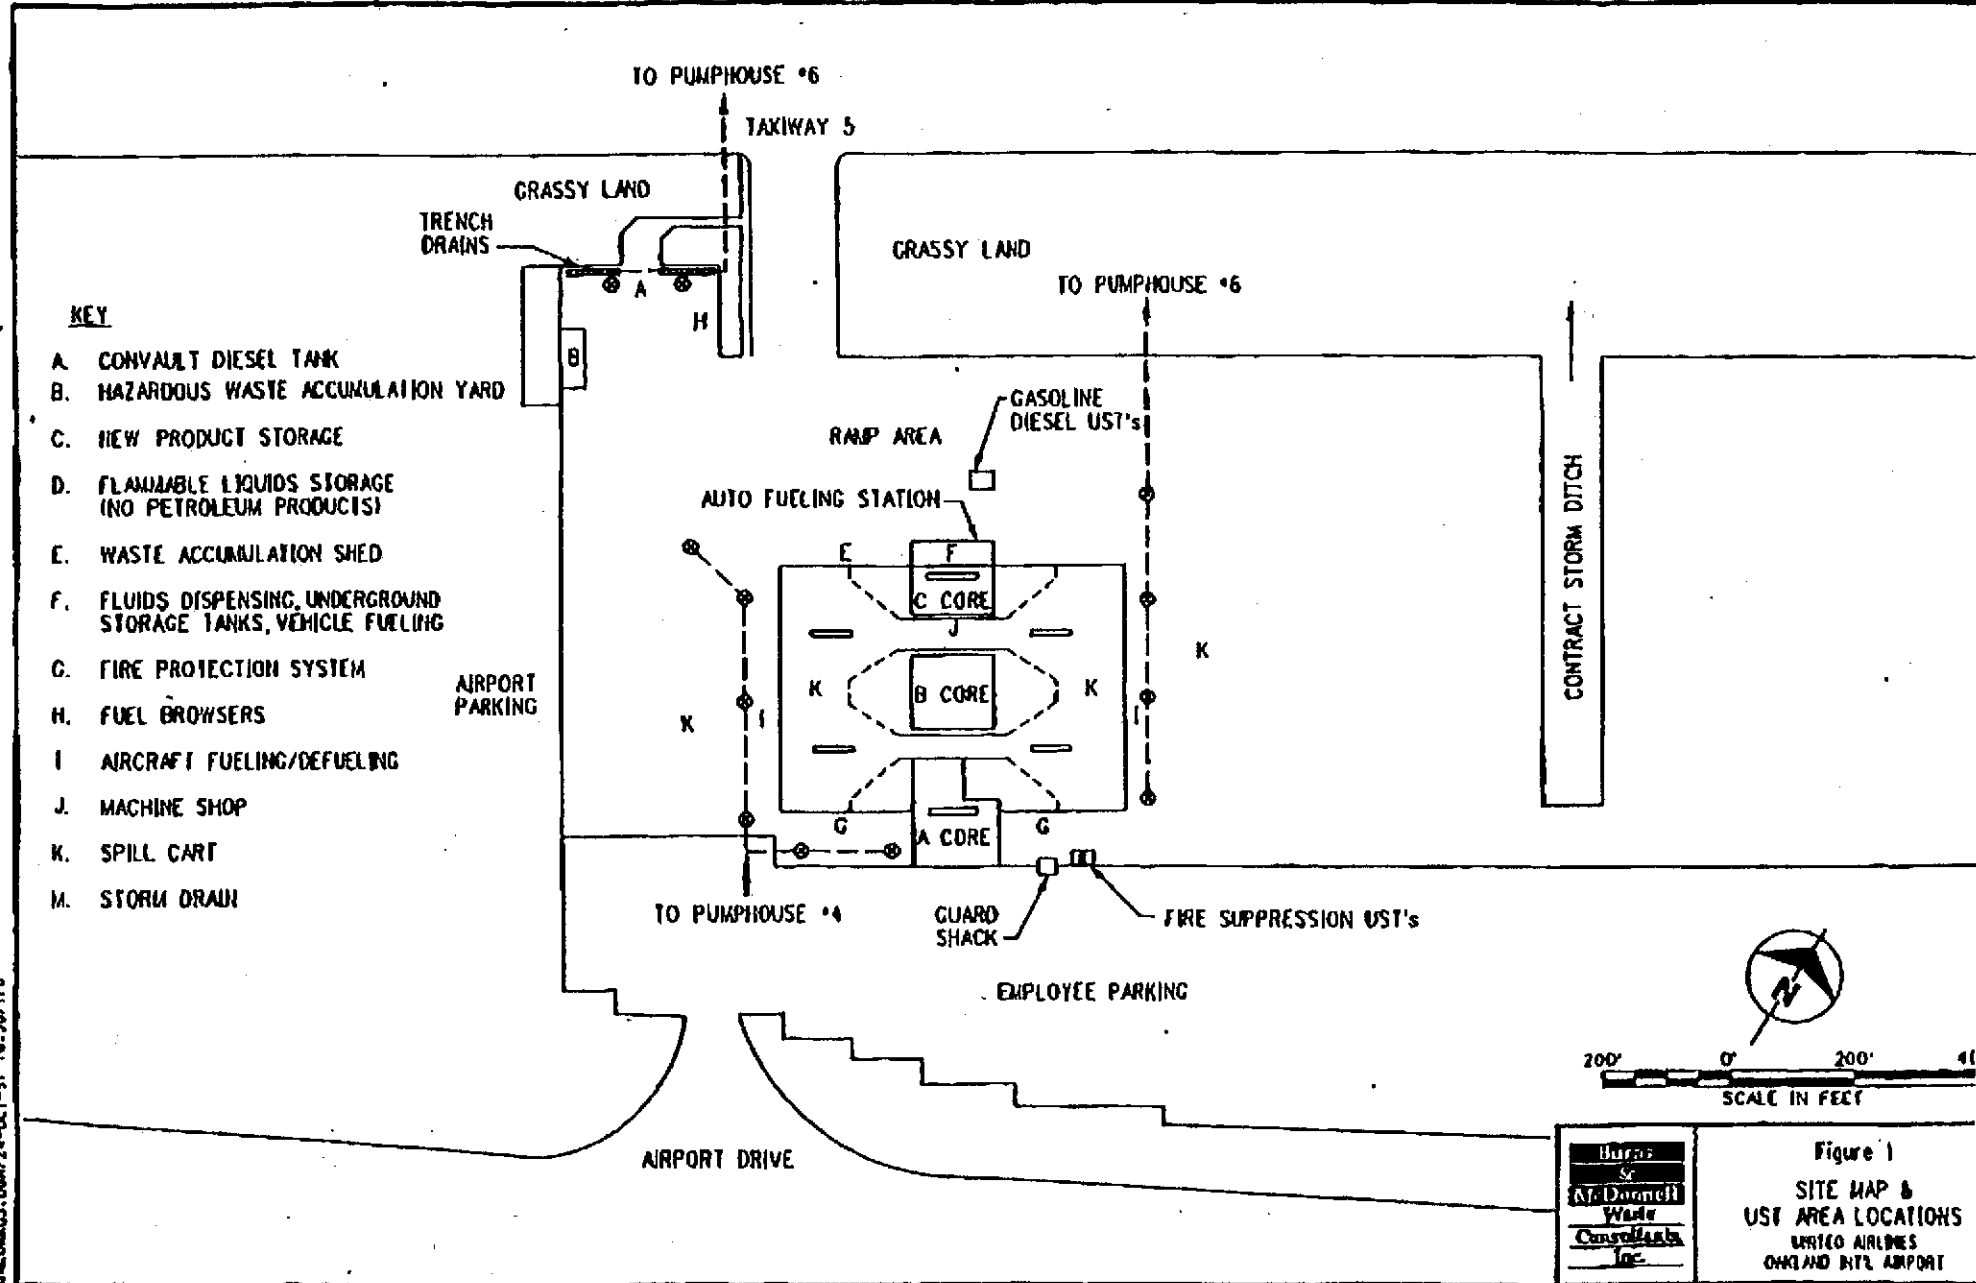 TO PUMPHOUSE #6
TAXIWAY 5
GRASSY LAND
TRENCH
DRAINS
GRASSY LAND
TO PUMPHOUSE #6
A
H
B
KEY
A. CONVAULT DIESEL TANK
B. HAZARDOUS WASTE ACCUMULATION YARD
C. NEW PRODUCT STORAGE
D. FLAMMABLE LIQUIDS STORAGE
(NO PETROLEUM PRODUCTS)
E. WASTE ACCUMULATION SHED
F. FLUIDS DISPENSING, UNDERGROUND
STORAGE TANKS, VEHICLE FUELING
G. FIRE PROTECTION SYSTEM
H. FUEL BROWSERS
I AIRCRAFT FUELING/DEFUELING
J. MACHINE SHOP
K. SPILL CART
M. STORM DRAIN
GASOLINE
DIESEL UST's
RAMP AREA
AUTO FUELING STATION
E
F
C CORE
J
K
B CORE
K
K
I
I
K
AIRPORT
PARKING
G
A CORE
G
CONTRACT STORM DITCH
TO PUMPHOUSE #4
GUARD
SHACK
FIRE SUPPRESSION UST's
EMPLOYEE PARKING
N
200' 0' 200'
SCALE IN FEET
AIRPORT DRIVE
Burns
&
McDonnell
Waste
Consultants
Inc.
Figure 1
SITE MAP &
UST AREA LOCATIONS
UNITED AIRLINES
OAKLAND INT'L AIRPORT